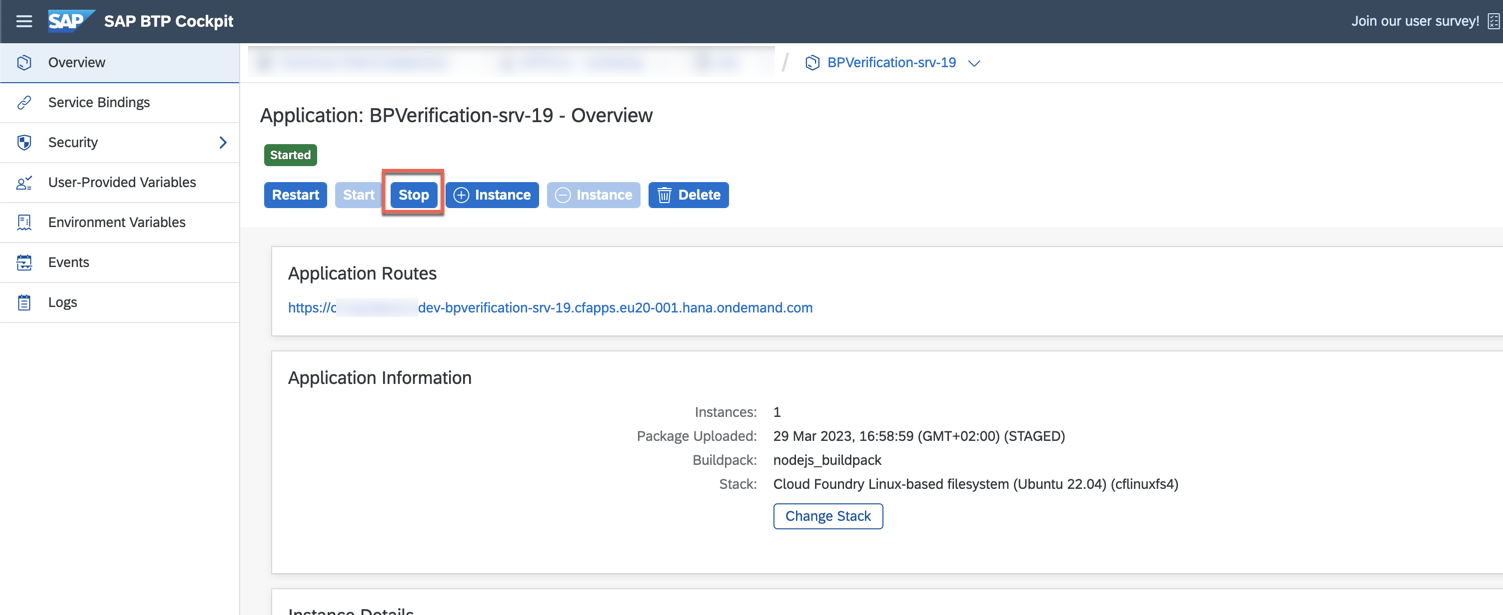 SAP SAP BTP Cockpit Join our user survey!
Overview
Service Bindings
Security
User-Provided Variables
Environment Variables
Events
Logs
/ BPVerification-srv-19
Application: BPVerification-srv-19 - Overview
Started
Restart Start Stop Instance Instance Delete
Application Routes
https:// dev-bpverification-srv-19.cfapps.eu20-001.hana.ondemand.com
Application Information
Instances: 1
Package Uploaded: 29 Mar 2023, 16:58:59 (GMT+02:00) (STAGED)
Buildpack: nodejs_buildpack
Stack: Cloud Foundry Linux-based filesystem (Ubuntu 22.04) (cflinuxfs4)
Change Stack
Instance Details